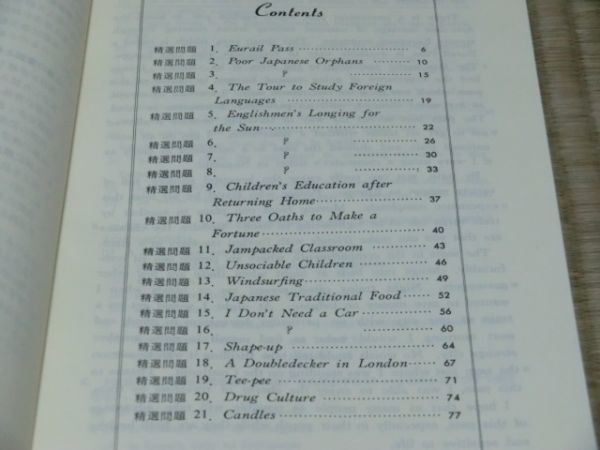 Contents
精選問題 1. Eurail Pass ………………… 6
精選問題 2. Poor Japanese Orphans ………… 10
精選問題 3. ? ………………… 15
精選問題 4. The Tour to Study Foreign
Languages ………………… 19
精選問題 5. Englishmen's Longing for
the Sun ………………… 22
精選問題 6. ? ………………… 26
精選問題 7. ? ………………… 30
精選問題 8. ? ………………… 33
精選問題 9. Children's Education after
Returning Home ………………… 37
精選問題 10. Three Oaths to Make a
Fortune ………………… 40
精選問題 11. Jampacked Classroom ………… 43
精選問題 12. Unsociable Children ………… 46
精選問題 13. Windsurfing ………………… 49
精選問題 14. Japanese Traditional Food …… 52
精選問題 15. I Don't Need a Car ………… 56
精選問題 16. ? ………………… 60
精選問題 17. Shape-up ………………… 64
精選問題 18. A Doubledecker in London …… 67
精選問題 19. Tee-pee ………………… 71
精選問題 20. Drug Culture ………………… 74
精選問題 21. Candles ………………… 77